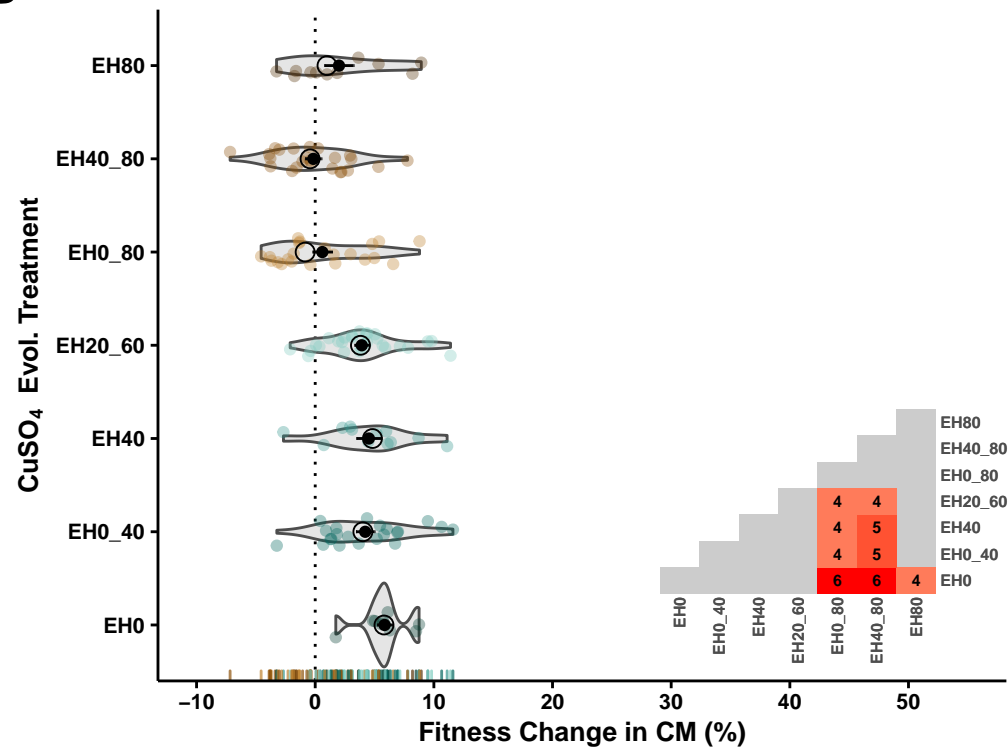 EH80
EH40_80
EH0_80
EH20_60
EH40
EH0_40
EH0
CuSO4 Evol. Treatment
−10 0 10 20 30 40 50
Fitness Change in CM (%)
EH80
EH40_80
EH0_80
4 4 EH20_60
4 5 EH40
4 5 EH0_40
6 6 4 EH0
EH0 EH0_40 EH40 EH20_60 EH0_80 EH40_80 EH80